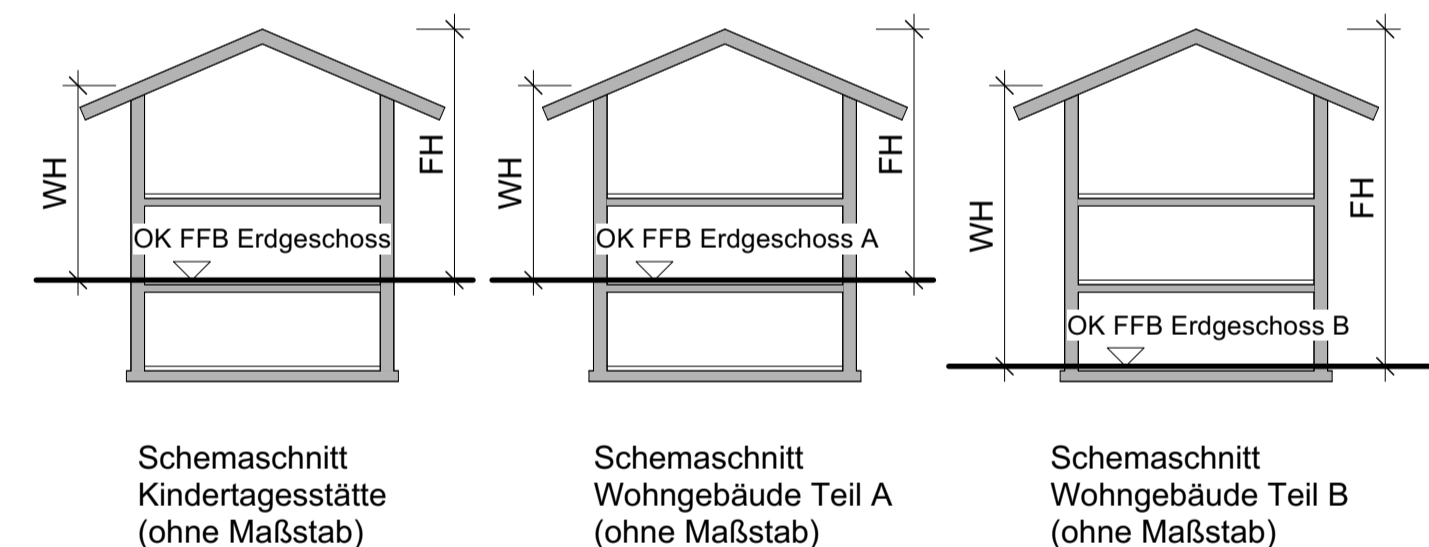 WH
FH
OK FFB Erdgeschoss
Schemaschnitt
Kindertagesstätte
(ohne Maßstab)
WH
FH
OK FFB Erdgeschoss A
Schemaschnitt
Wohngebäude Teil A
(ohne Maßstab)
WH
FH
OK FFB Erdgeschoss B
Schemaschnitt
Wohngebäude Teil B
(ohne Maßstab)